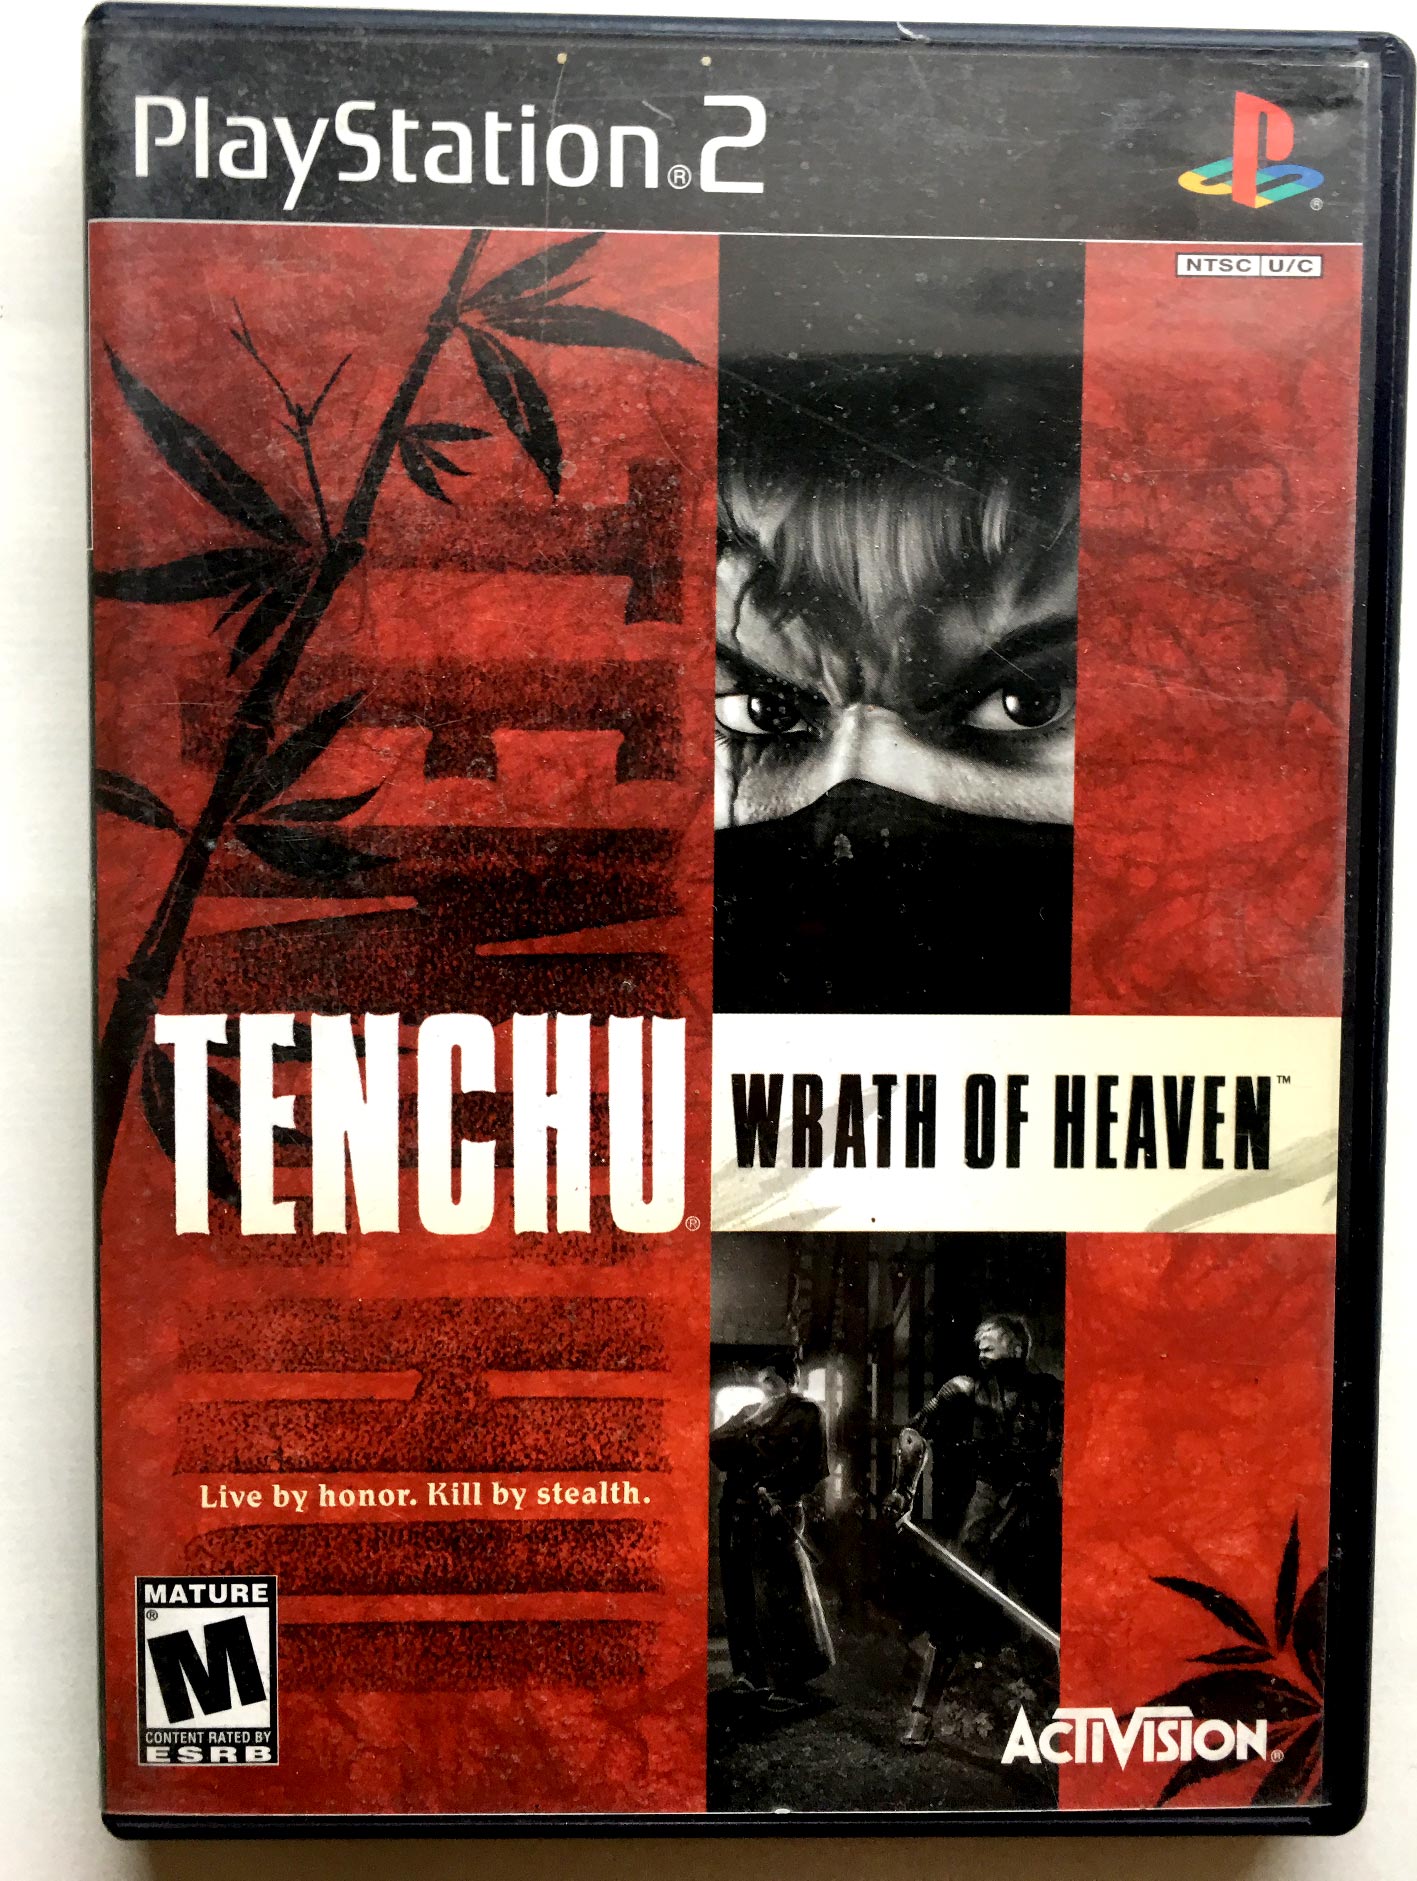 PlayStation®2
NTSC U/C
TENCHU®
WRATH OF HEAVEN™
TENCHU
Live by honor. Kill by stealth.
MATURE
M®
CONTENT RATED BY
ESRB
ACTIVISION®